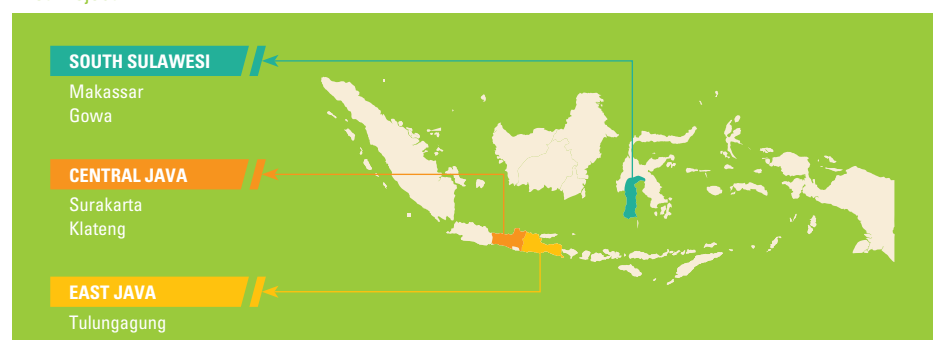 SOUTH SULAWESI
Makassar
Gowa
CENTRAL JAVA
Surakarta
Klateng
EAST JAVA
Tulungagung